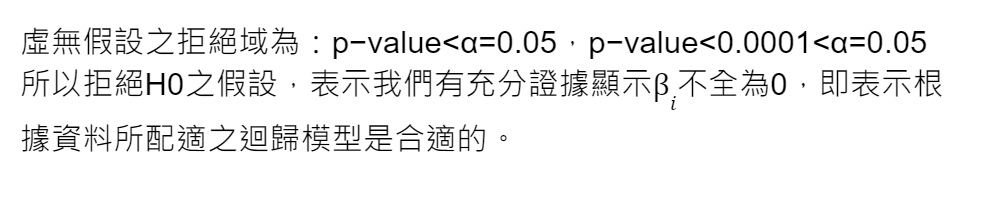 虛無假設之拒絕域為：p−value<α=0.05，p−value<0.0001<α=0.05
所以拒絕H0之假設，表示我們有充分證據顯示βi不全為0，即表示根
據資料所配適之迴歸模型是合適的。